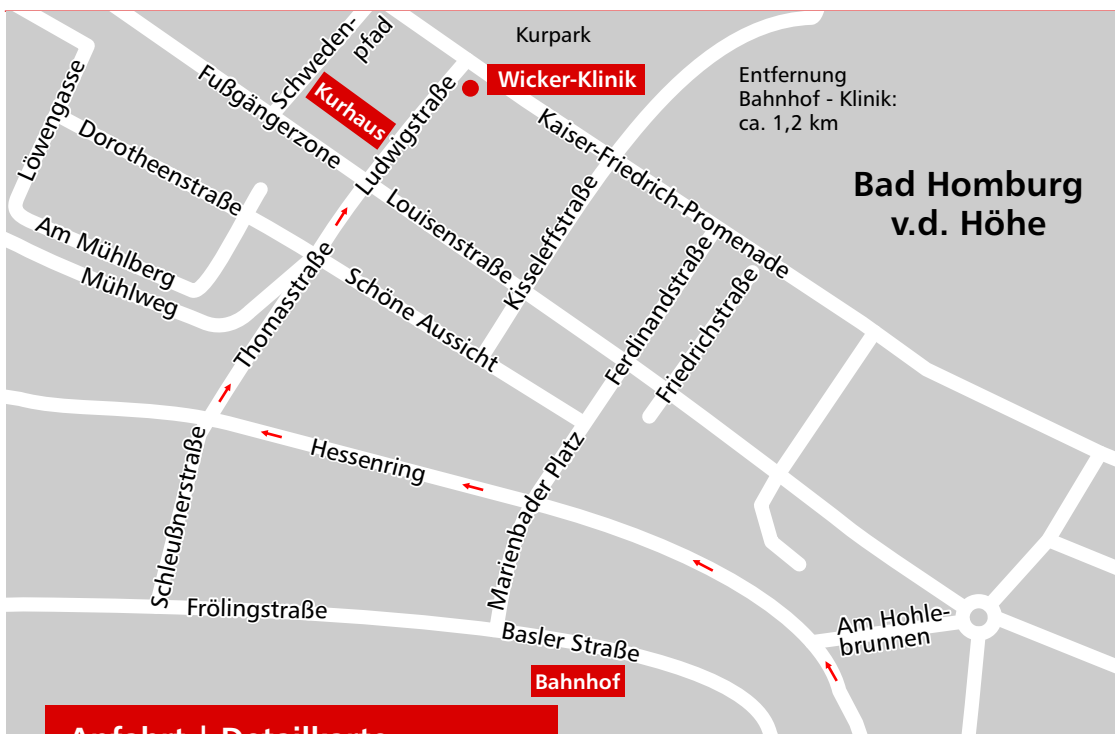 Kurpark
Wicker-Klinik
Entfernung
Bahnhof - Klinik:
ca. 1,2 km
Bad Homburg
v.d. Höhe
Schweden-
pfad
Kurhaus
Fußgängerzone
Löwengasse
Dorotheenstraße
Ludwigstraße
Kaiser-Friedrich-Promenade
Louisenstraße
Kisseleffstraße
Am Mühlberg
Mühlweg
Thomasstraße
Schöne Aussicht
Ferdinandstraße
Friedrichstraße
Hessenring
Marienbader Platz
Schleußnerstraße
Frölingstraße
Basler Straße
Am Hohle-
brunnen
Bahnhof
Anfahrt | Detailkarte